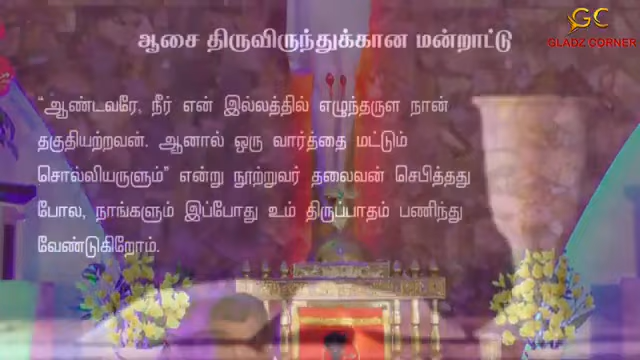 GC
GLADZ CORNER
ஆசை திருவிருந்துக்கான மன்றாட்டு
“ஆண்டவரே, நீர் என் இல்லத்தில் எழுந்தருள நான்
தகுதியற்றவன். ஆனால் ஒரு வார்த்தை மட்டும்
சொல்லியருளும்” என்று நூற்றுவர் தலைவன் செபித்தது
போல, நாங்களும் இப்போது உம் திருப்பாதம் பணிந்து
வேண்டுகிறோம்.